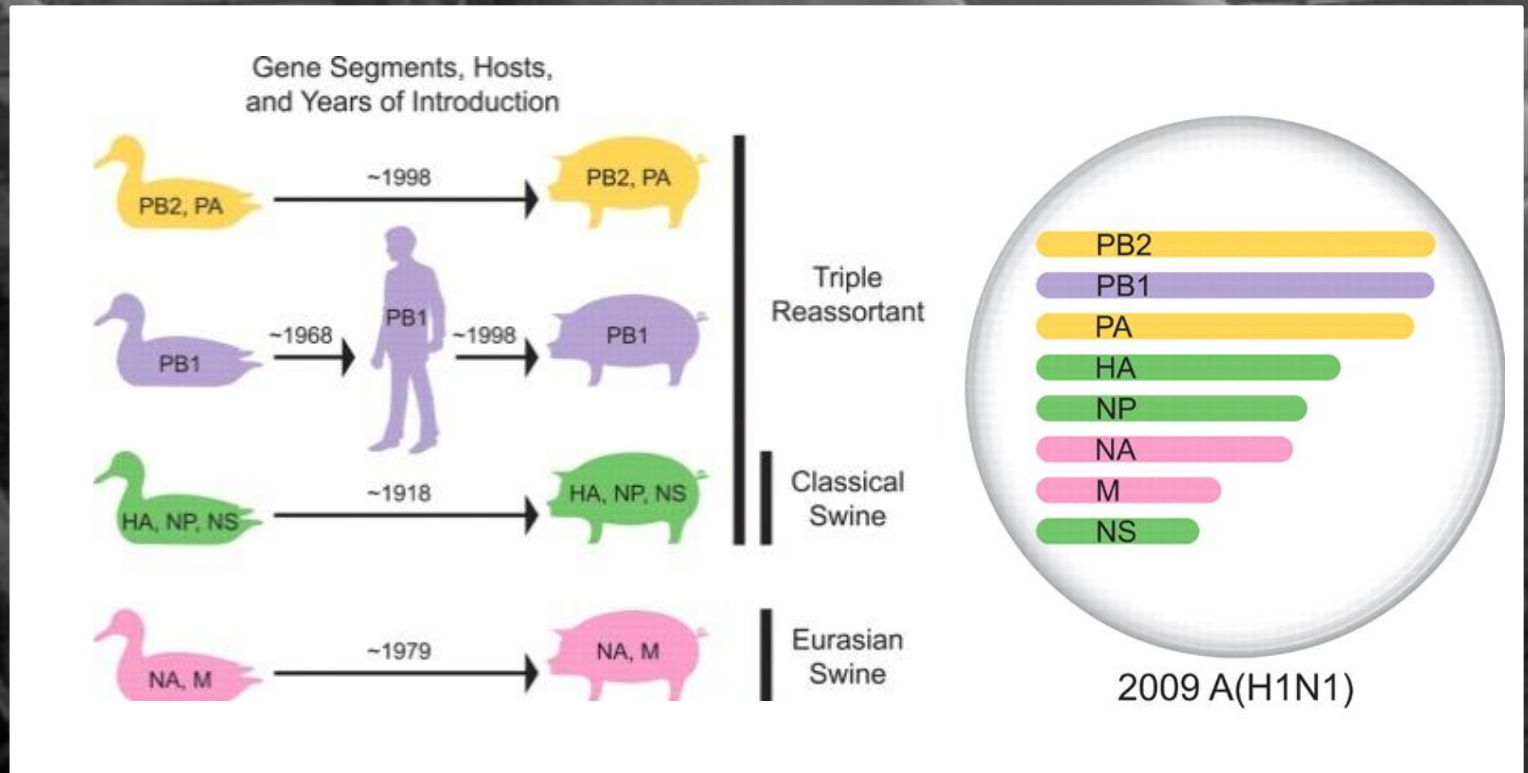 Gene Segments, Hosts,
and Years of Introduction
PB2, PA
~1998
PB2, PA
PB1
~1968
PB1
~1998
PB1
HA, NP, NS
~1918
HA, NP, NS
NA, M
~1979
NA, M
Triple
Reassortant
Classical
Swine
Eurasian
Swine
PB2
PB1
PA
HA
NP
NA
M
NS
2009 A(H1N1)